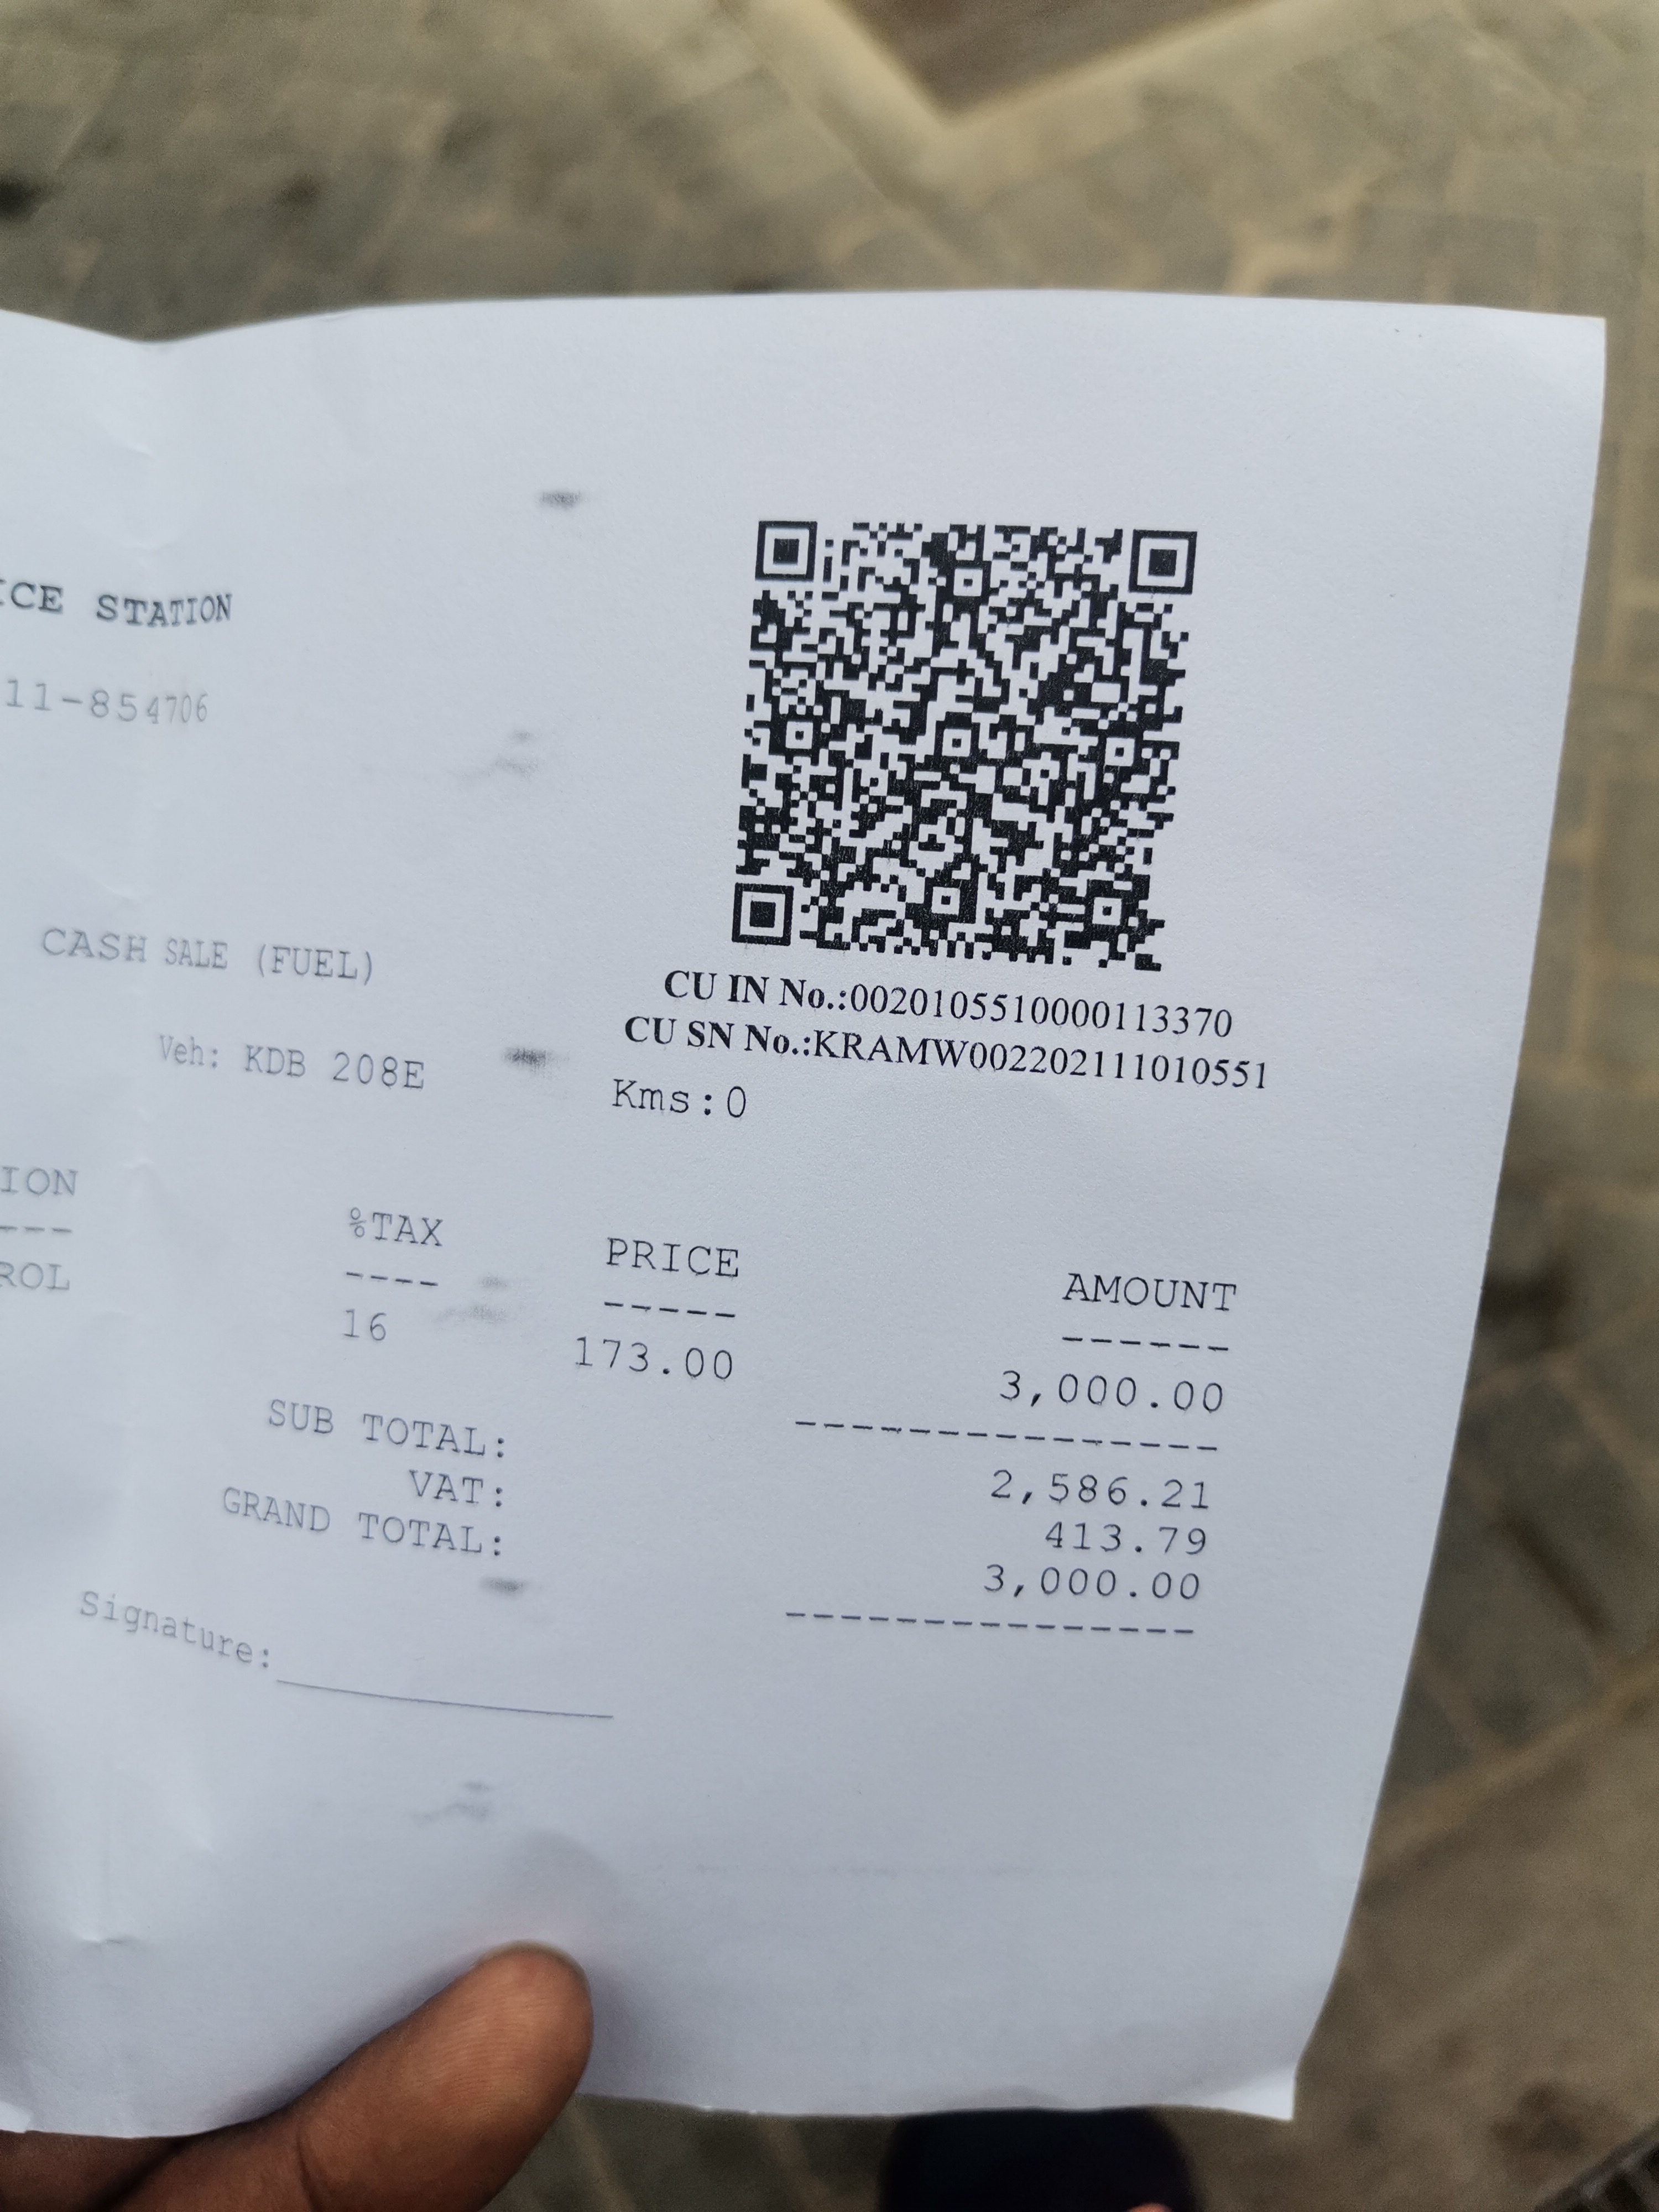 ICE STATION
11-854706
CASH SALE (FUEL)
CU IN No.:0020105510000113370
CU SN No.:KRAMW002202111010551
Veh: KDB 208E Kms:0
ION %TAX PRICE AMOUNT
--- ---- ----- ------
ROL 16 173.00 3,000.00
---------------
SUB TOTAL: 2,586.21
VAT: 413.79
GRAND TOTAL: 3,000.00
---------------
Signature: